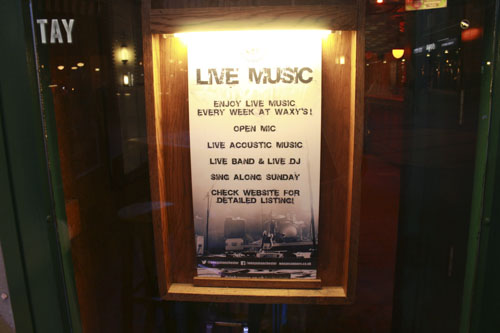 TAY
LIVE MUSIC
ENJOY LIVE MUSIC
EVERY WEEK AT WAXY'S!
OPEN MIC
LIVE ACOUSTIC MUSIC
LIVE BAND & LIVE DJ
SING ALONG SUNDAY
CHECK WEBSITE FOR
DETAILED LISTING!